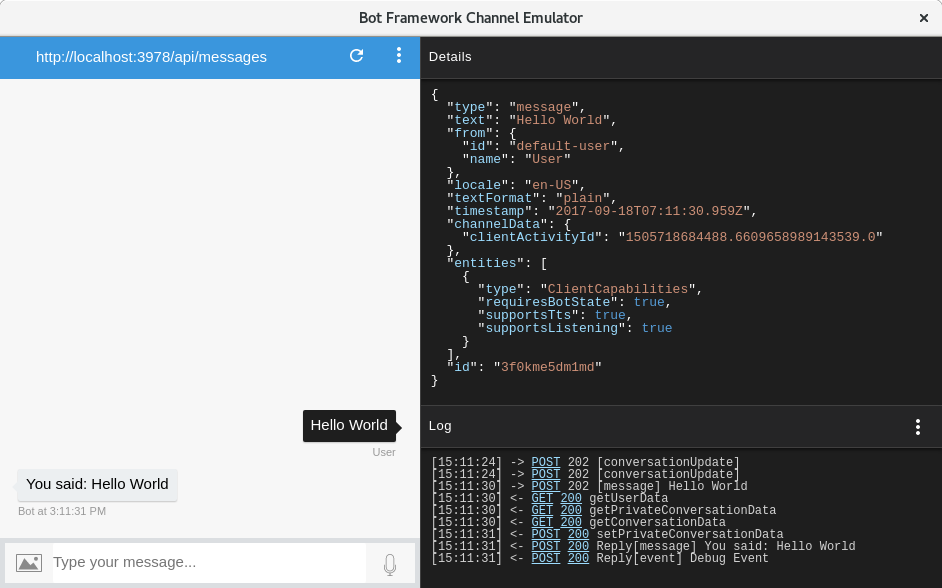 Bot Framework Channel Emulator
http://localhost:3978/api/messages
Hello World
User
You said: Hello World
Bot at 3:11:31 PM
Type your message...
Details
{
"type": "message",
"text": "Hello World",
"from": {
"id": "default-user",
"name": "User"
},
"locale": "en-US",
"textFormat": "plain",
"timestamp": "2017-09-18T07:11:30.959Z",
"channelData": {
"clientActivityId": "1505718684488.6609658989143539.0"
},
"entities": [
{
"type": "ClientCapabilities",
"requiresBotState": true,
"supportsTts": true,
"supportsListening": true
}
],
"id": "3f0kme5dm1md"
}
Log
[15:11:24] -> POST 202 [conversationUpdate]
[15:11:24] -> POST 202 [conversationUpdate]
[15:11:30] -> POST 202 [message] Hello World
[15:11:30] <- GET 200 getUserData
[15:11:30] <- GET 200 getPrivateConversationData
[15:11:30] <- GET 200 getConversationData
[15:11:31] <- POST 200 setPrivateConversationData
[15:11:31] <- POST 200 Reply[message] You said: Hello World
[15:11:31] <- POST 200 Reply[event] Debug Event